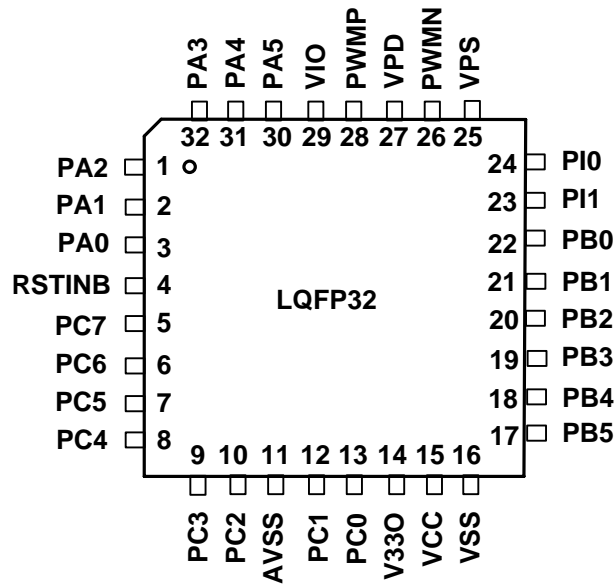 PA3 PA4 PA5 VIO PWMP VPD PWMN VPS
32 31 30 29 28 27 26 25
PA2 1 24 PI0
PA1 2 23 PI1
PA0 3 22 PB0
RSTINB 4 21 PB1
LQFP32
PC7 5 20 PB2
PC6 6 19 PB3
PC5 7 18 PB4
PC4 8 17 PB5
9 10 11 12 13 14 15 16
PC3 PC2 AVSS PC1 PC0 V33O VCC VSS